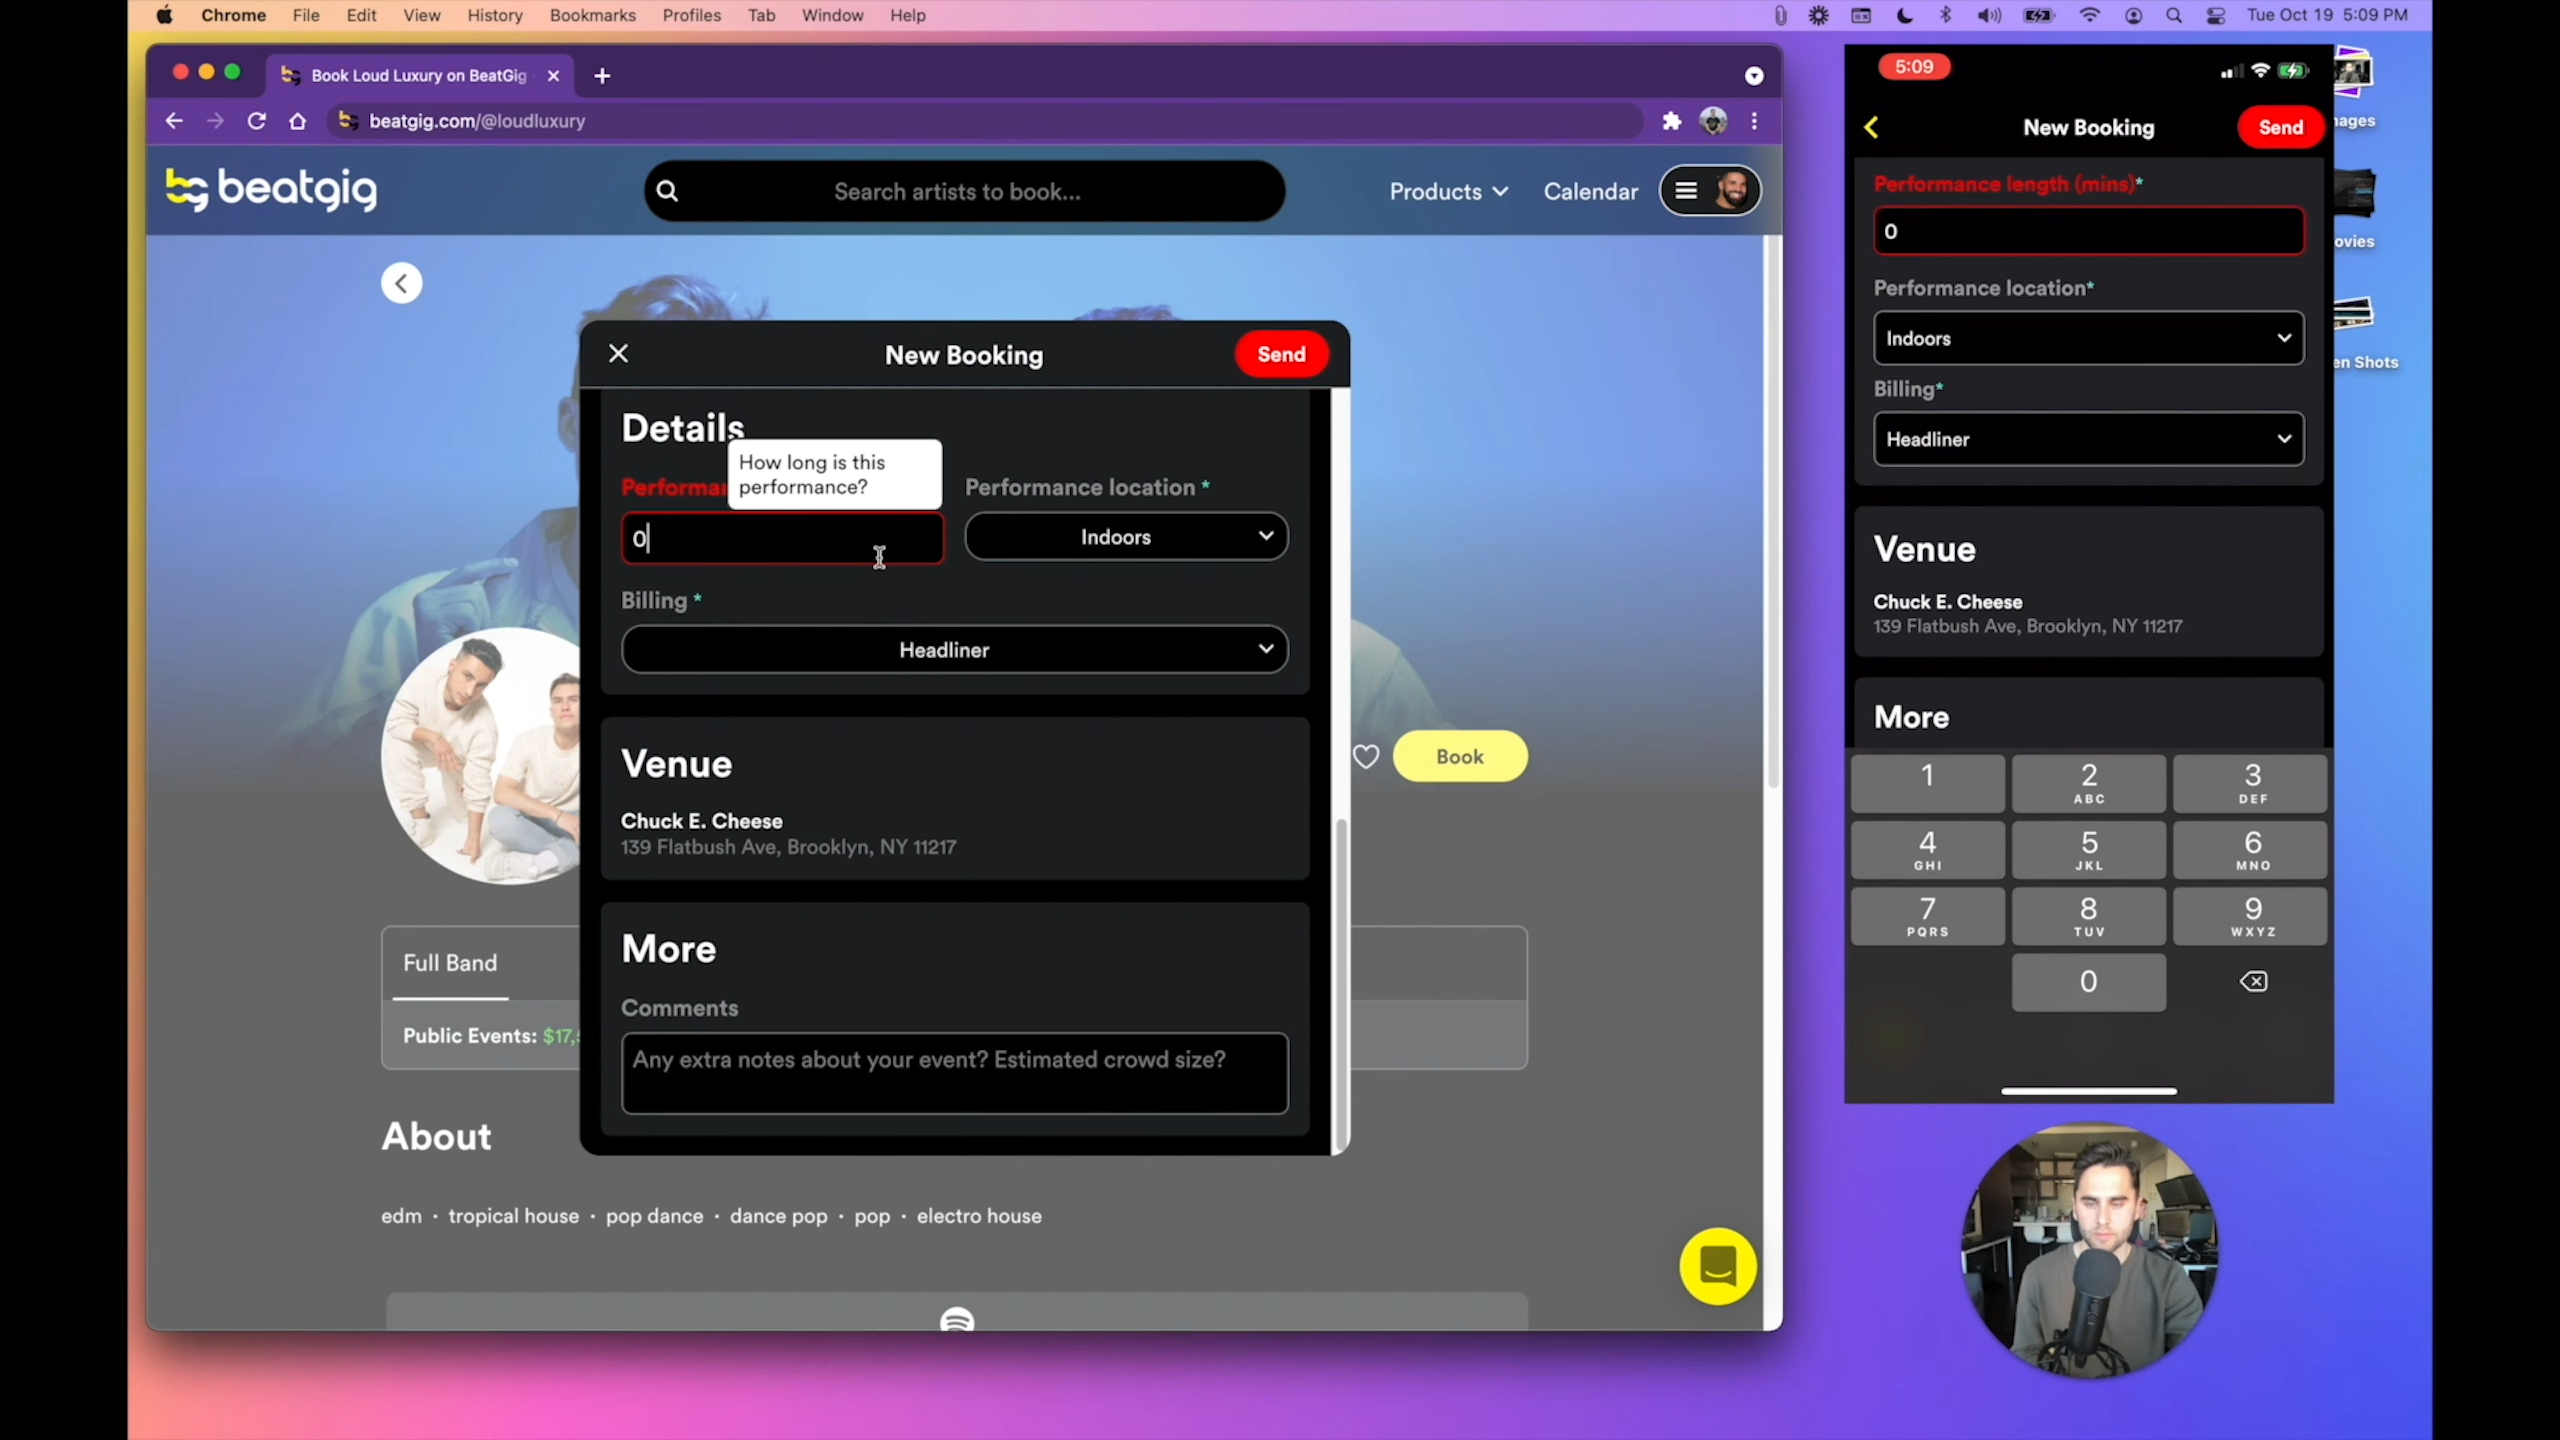 Chrome File Edit View History Bookmarks Profiles Tab Window Help
Tue Oct 19 5:09 PM
Book Loud Luxury on BeatGig
beatgig.com/@loudluxury
beatgig
Search artists to book...
Products
Calendar
New Booking
Send
Details
How long is this
performance?
Performance location *
0
Indoors
Billing *
Headliner
Venue
Chuck E. Cheese
139 Flatbush Ave, Brooklyn, NY 11217
More
Comments
Any extra notes about your event? Estimated crowd size?
Book
Full Band
Public Events: $17,
About
edm · tropical house · pop dance · dance pop · pop · electro house
5:09
New Booking
Send
Performance length (mins)*
0
Performance location*
Indoors
Billing*
Headliner
Venue
Chuck E. Cheese
139 Flatbush Ave, Brooklyn, NY 11217
More
1
2
ABC
3
DEF
4
GHI
5
JKL
6
MNO
7
PQRS
8
TUV
9
WXYZ
0